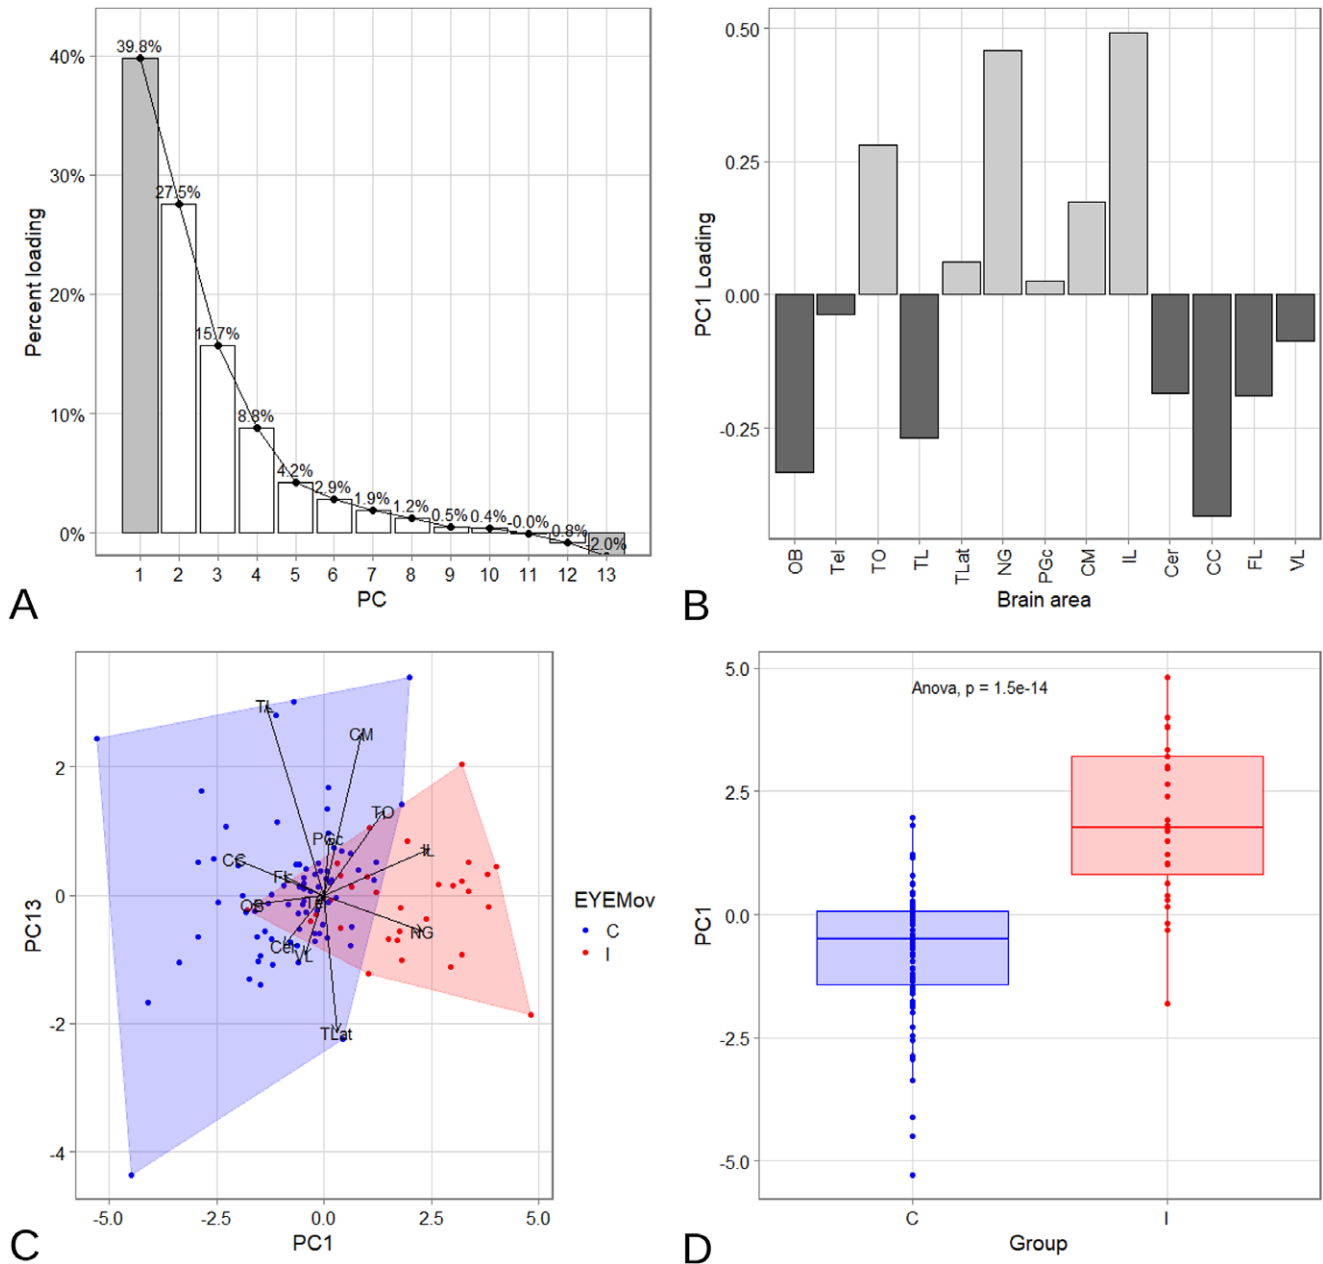 39.8%
40%
30%
27.5%
20%
15.7%
10%
8.8%
4.2%
2.9%
1.9%
1.2%
0.5%
0.4%
-0.0%
0.8%
-2.0%
0%
1 2 3 4 5 6 7 8 9 10 11 12 13
PC
Percent loading
A
0.50
0.25
0.00
-0.25
PC1 Loading
OB Tel TO TL TLat NG PGc CM IL Cer CC FL VL
Brain area
B
TL
CM
2
TO
PGc
IL
CC
FL
0
OB
NG
Cer
VL
-2
TLat
-4
-5.0 -2.5 0.0 2.5 5.0
PC1
PC13
EYEMov
C
I
C
5.0
Anova, p = 1.5e-14
2.5
0.0
-2.5
-5.0
PC1
C I
Group
D